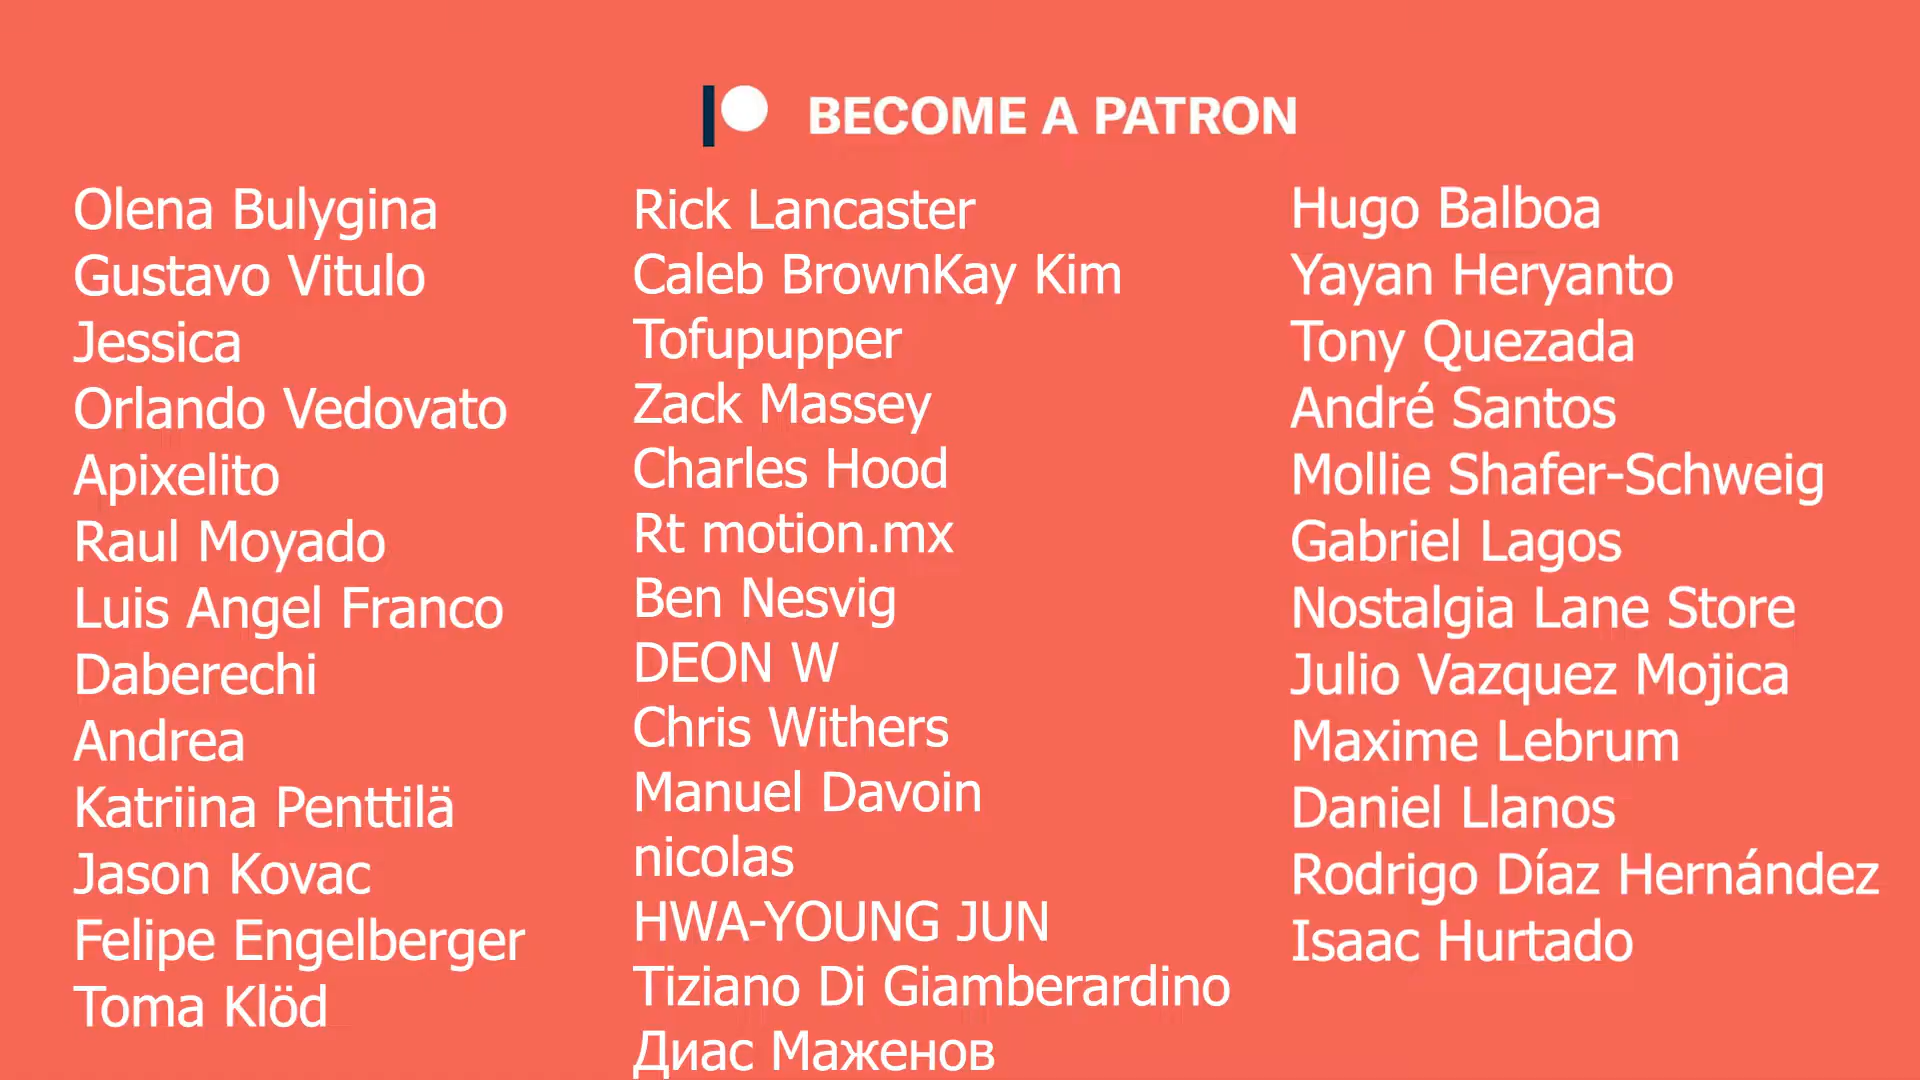 BECOME A PATRON
Olena Bulygina
Gustavo Vitulo
Jessica
Orlando Vedovato
Apixelito
Raul Moyado
Luis Angel Franco
Daberechi
Andrea
Katriina Penttilä
Jason Kovac
Felipe Engelberger
Toma Klöd
Rick Lancaster
Caleb BrownKay Kim
Tofupupper
Zack Massey
Charles Hood
Rt motion.mx
Ben Nesvig
DEON W
Chris Withers
Manuel Davoin
nicolas
HWA-YOUNG JUN
Tiziano Di Giamberardino
Диас Маженов
Hugo Balboa
Yayan Heryanto
Tony Quezada
André Santos
Mollie Shafer-Schweig
Gabriel Lagos
Nostalgia Lane Store
Julio Vazquez Mojica
Maxime Lebrum
Daniel Llanos
Rodrigo Díaz Hernández
Isaac Hurtado